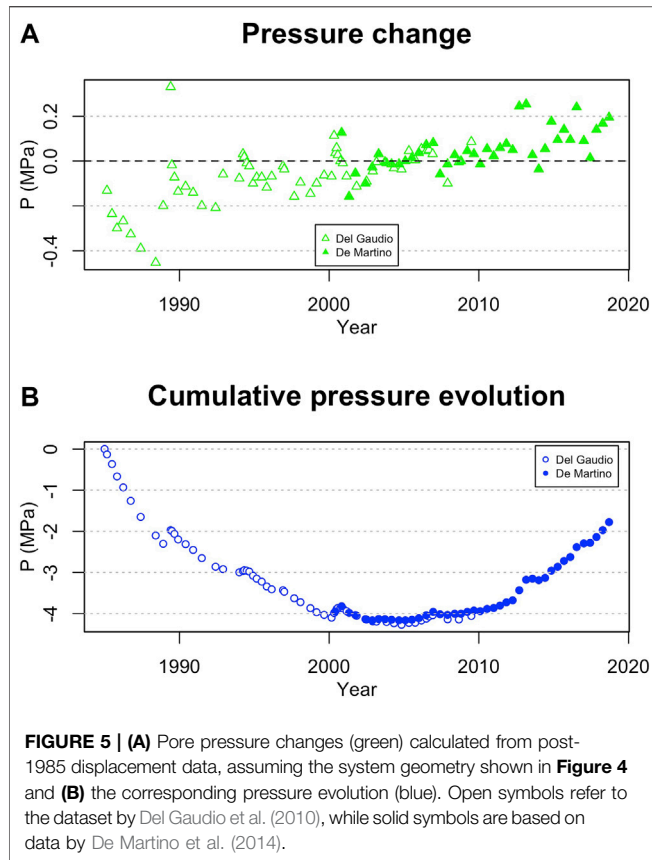 A Pressure change
P (MPa)
0.2
0.0
-0.4
Del Gaudio
De Martino
1990 2000 2010 2020
Year
B Cumulative pressure evolution
P (MPa)
0
-1
-2
-3
-4
Del Gaudio
De Martino
1990 2000 2010 2020
Year
FIGURE 5 | (A) Pore pressure changes (green) calculated from post-
1985 displacement data, assuming the system geometry shown in Figure 4
and (B) the corresponding pressure evolution (blue). Open symbols refer to
the dataset by Del Gaudio et al. (2010), while solid symbols are based on
data by De Martino et al. (2014).